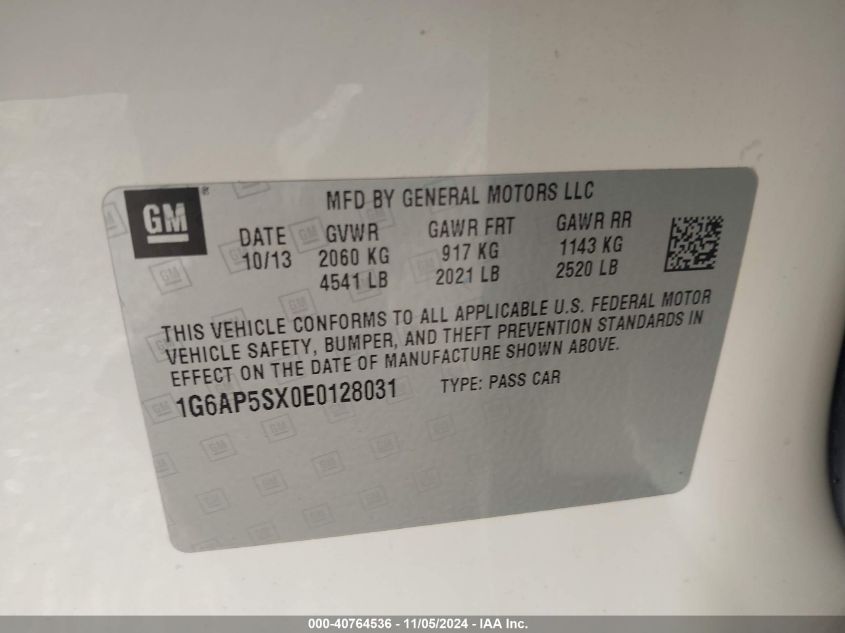 GM
MFD BY GENERAL MOTORS LLC
DATE GVWR GAWR FRT GAWR RR
10/13 2060 KG 917 KG 1143 KG
4541 LB 2021 LB 2520 LB
THIS VEHICLE CONFORMS TO ALL APPLICABLE U.S. FEDERAL MOTOR
VEHICLE SAFETY, BUMPER, AND THEFT PREVENTION STANDARDS IN
EFFECT ON THE DATE OF MANUFACTURE SHOWN ABOVE.
1G6AP5SX0E0128031 TYPE: PASS CAR
000-40764536 - 11/05/2024 - IAA Inc.